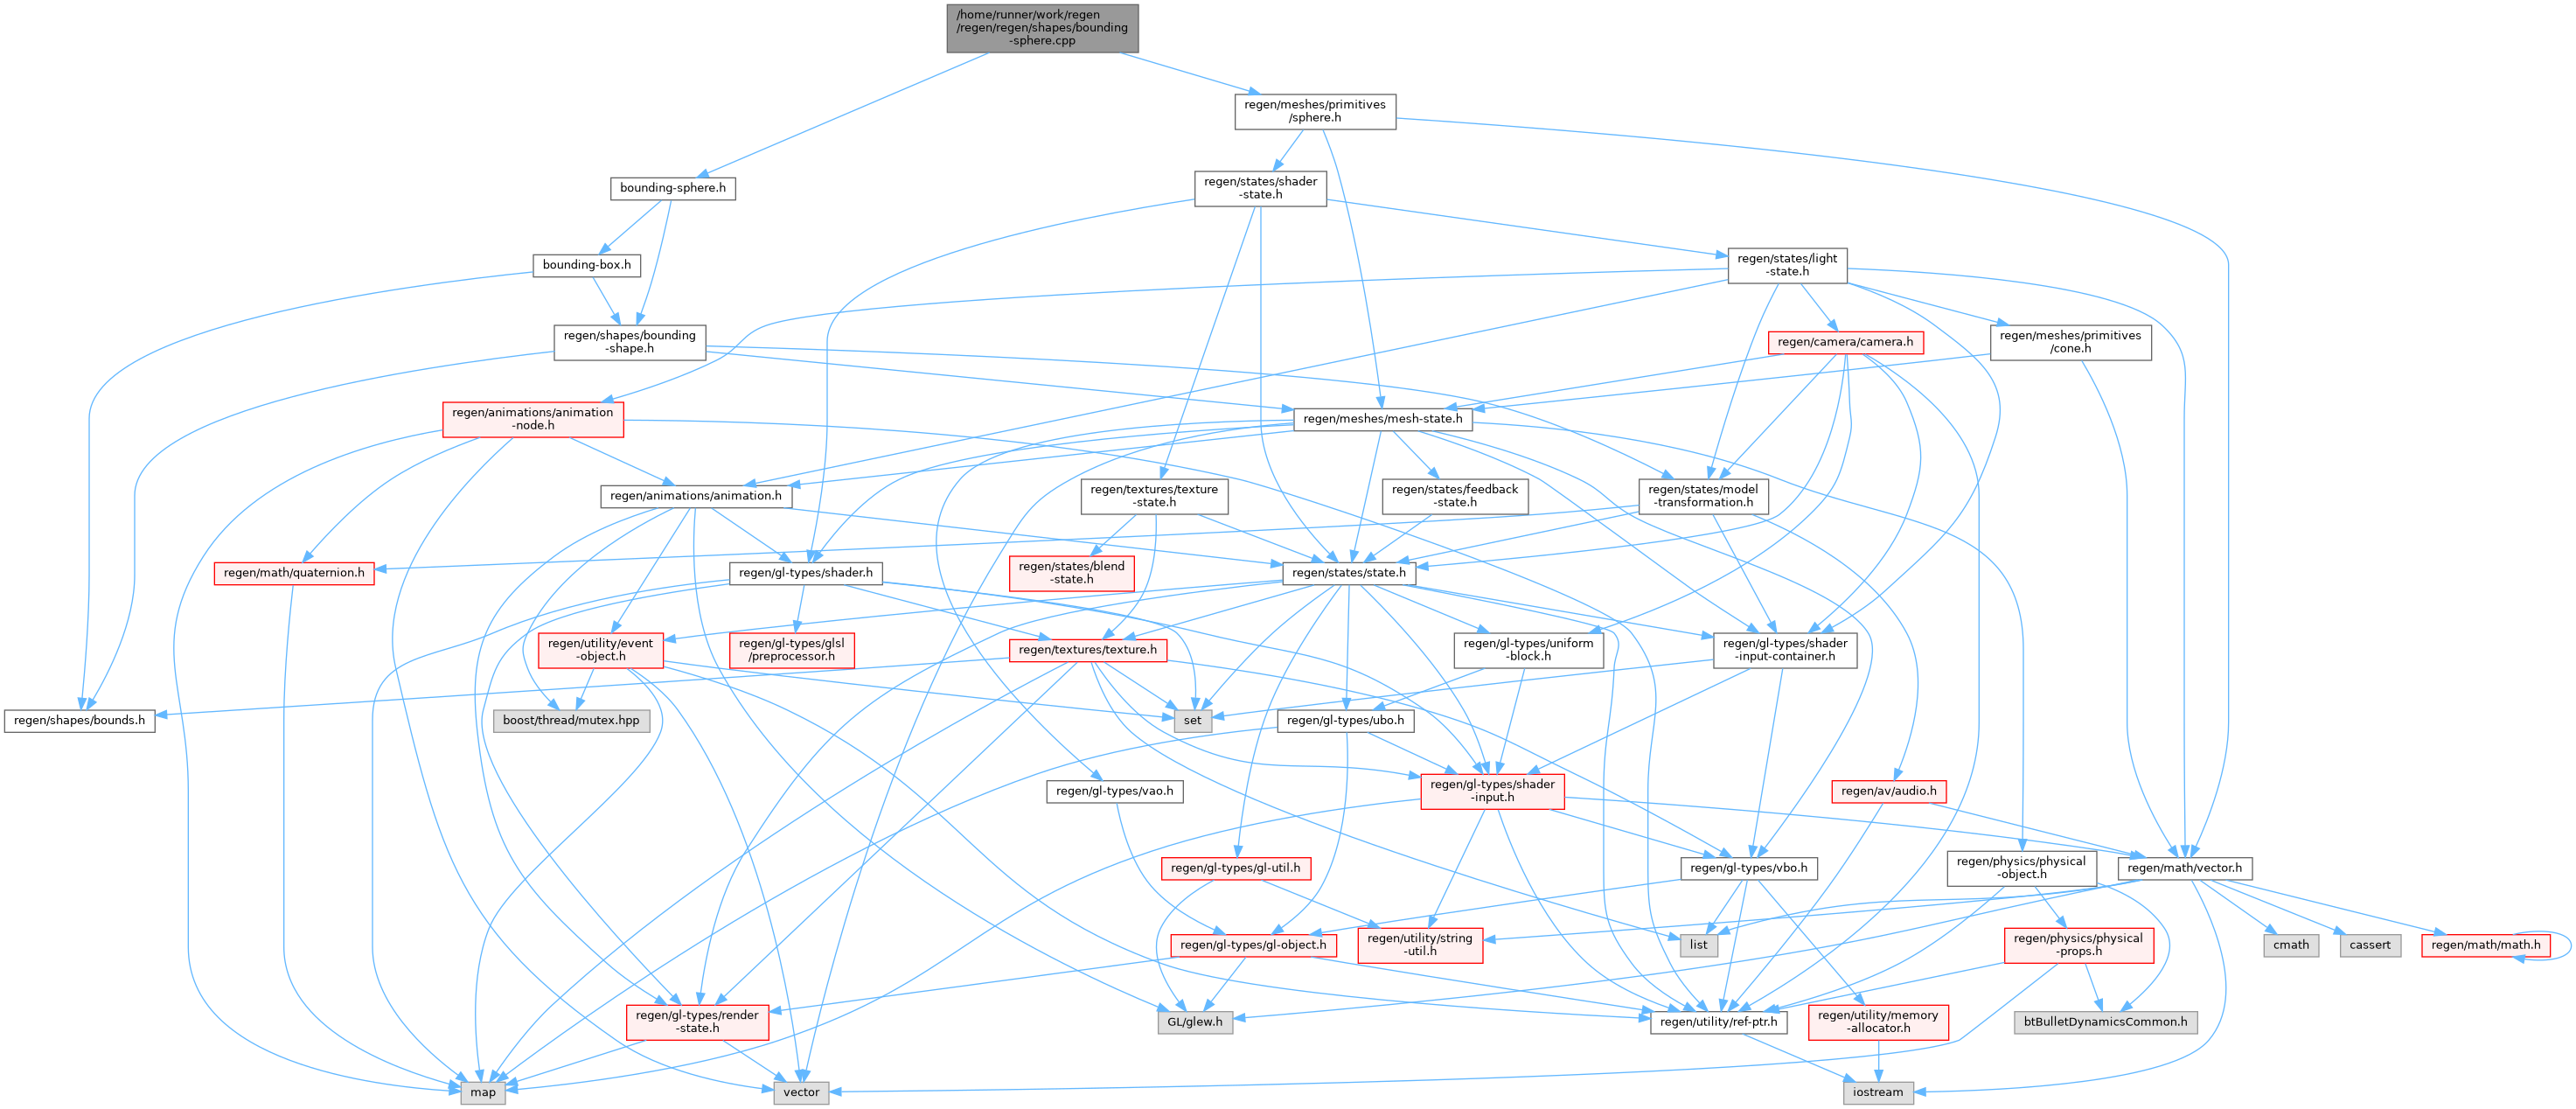 /home/runner/work/regen
/regen/regen/shapes/bounding
-sphere.cpp
regen/meshes/primitives
/sphere.h
bounding-sphere.h
regen/states/shader
-state.h
bounding-box.h
regen/states/light
-state.h
regen/shapes/bounding
-shape.h
regen/camera/camera.h
regen/meshes/primitives
/cone.h
regen/animations/animation
-node.h
regen/meshes/mesh-state.h
regen/animations/animation.h
regen/textures/texture
-state.h
regen/states/feedback
-state.h
regen/states/model
-transformation.h
regen/math/quaternion.h
regen/gl-types/shader.h
regen/states/blend
-state.h
regen/states/state.h
regen/utility/event
-object.h
regen/gl-types/glsl
/preprocessor.h
regen/textures/texture.h
regen/gl-types/uniform
-block.h
regen/gl-types/shader
-input-container.h
regen/shapes/bounds.h
boost/thread/mutex.hpp
set
regen/gl-types/ubo.h
regen/gl-types/vao.h
regen/gl-types/shader
-input.h
regen/av/audio.h
regen/gl-types/gl-util.h
regen/gl-types/vbo.h
regen/physics/physical
-object.h
regen/math/vector.h
regen/gl-types/gl-object.h
regen/utility/string
-util.h
list
regen/physics/physical
-props.h
cmath
cassert
regen/math/math.h
regen/gl-types/render
-state.h
GL/glew.h
regen/utility/ref-ptr.h
regen/utility/memory
-allocator.h
btBulletDynamicsCommon.h
map
vector
iostream